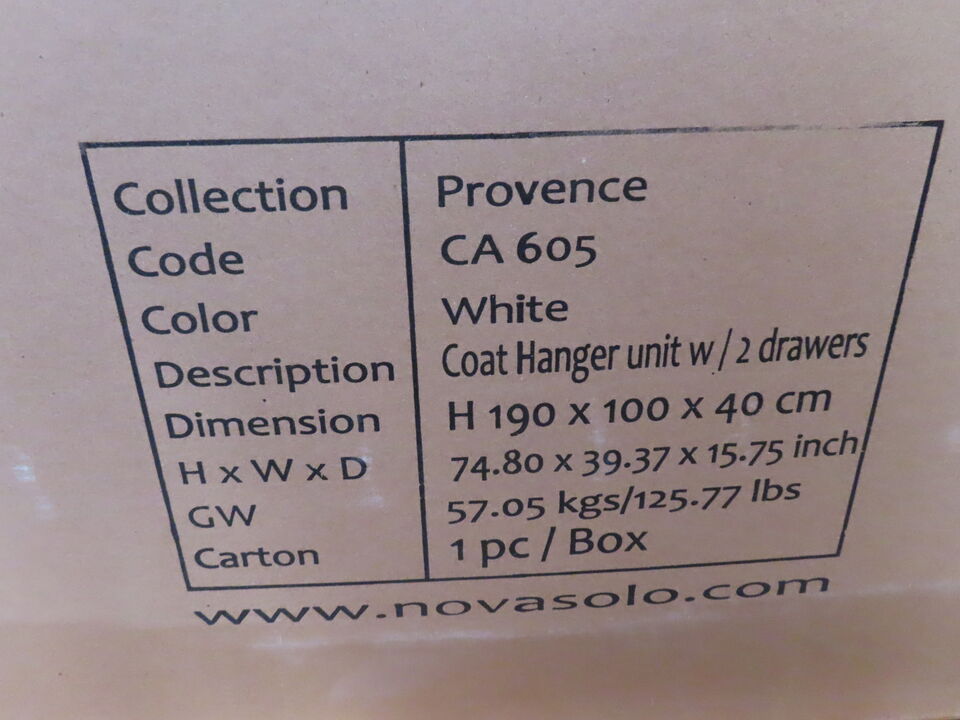 Collection Provence
Code CA 605
Color White
Description Coat Hanger unit w/ 2 drawers
Dimension H 190 x 100 x 40 cm
H x W x D 74.80 x 39.37 x 15.75 inch
GW 57.05 kgs/125.77 lbs
Carton 1 pc / Box
www.novasolo.com